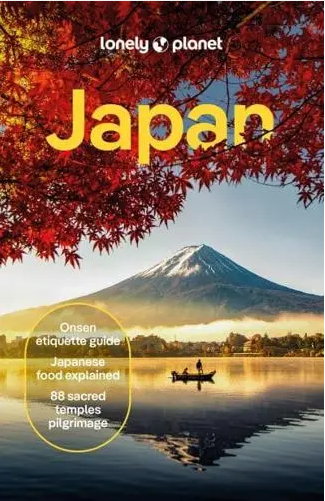 lonely planet
Japan
Onsen
etiquette guide
Japanese
food explained
88 sacred
temples
pilgrimage